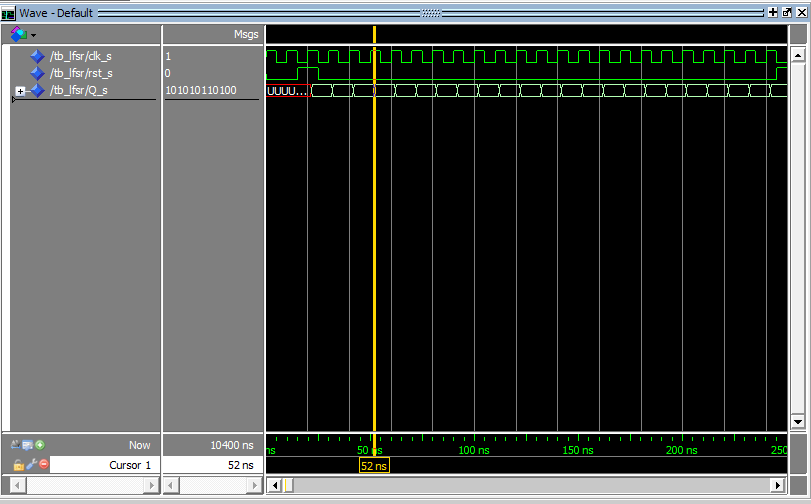 Wave - Default
Msgs
/tb_lfsr/clk_s 1
/tb_lfsr/rst_s 0
/tb_lfsr/Q_s 101010110100 UUUU...
Now 10400 ns ns 50 ns 100 ns 150 ns 200 ns 250
Cursor 1 52 ns 52 ns